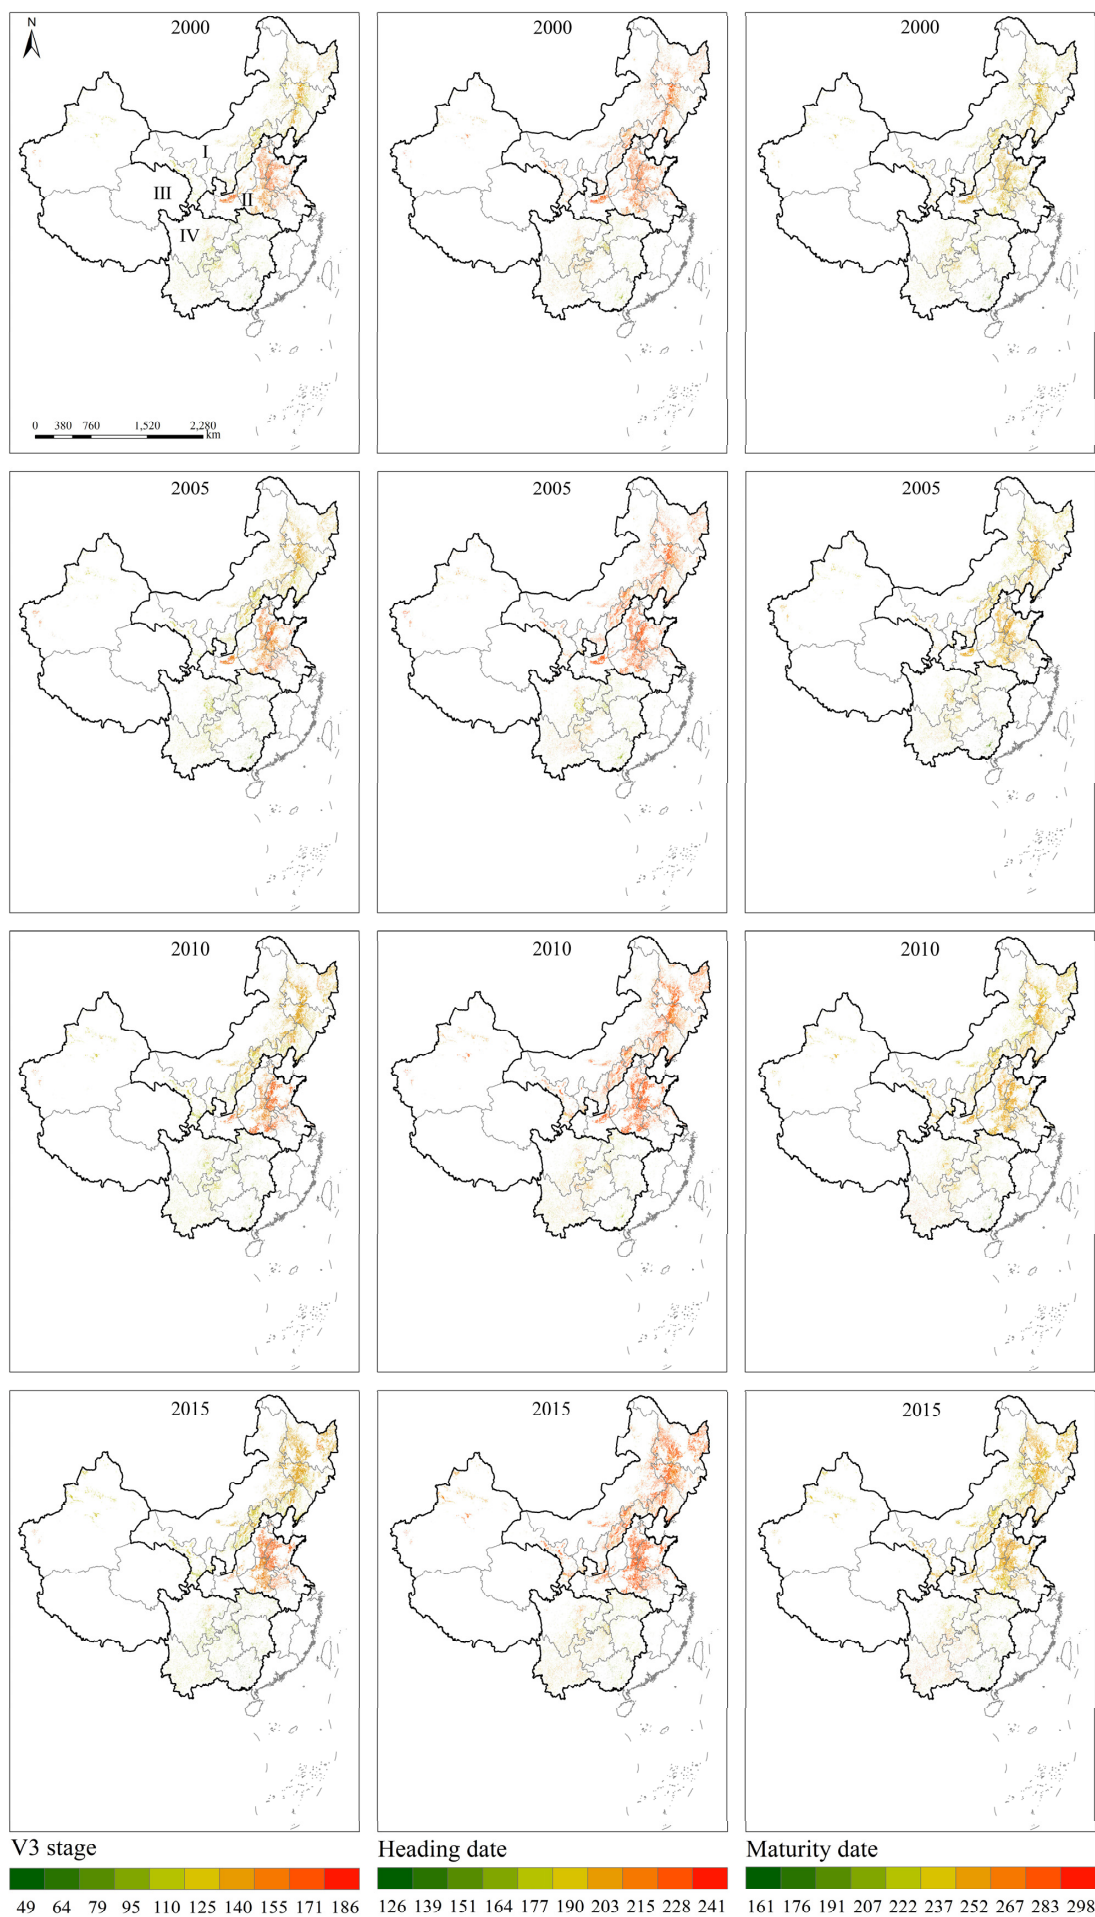 2000
2000
2000
N
I
III
II
IV
0 380 760 1,520 2,280
km
2005
2005
2005
2010
2010
2010
2015
2015
2015
V3 stage
49 64 79 95 110 125 140 155 171 186
Heading date
126 139 151 164 177 190 203 215 228 241
Maturity date
161 176 191 207 222 237 252 267 283 298